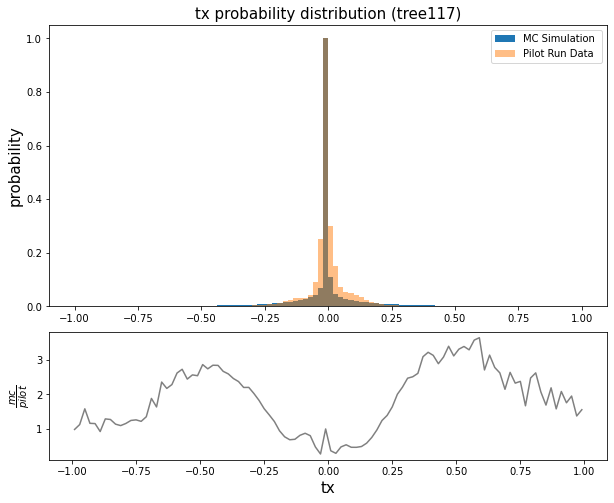 tx probability distribution (tree117)
MC Simulation
Pilot Run Data
probability
1.0
0.8
0.6
0.4
0.2
0.0
−1.00 −0.75 −0.50 −0.25 0.00 0.25 0.50 0.75 1.00
mc
pilot
3
2
1
−1.00 −0.75 −0.50 −0.25 0.00 0.25 0.50 0.75 1.00
tx